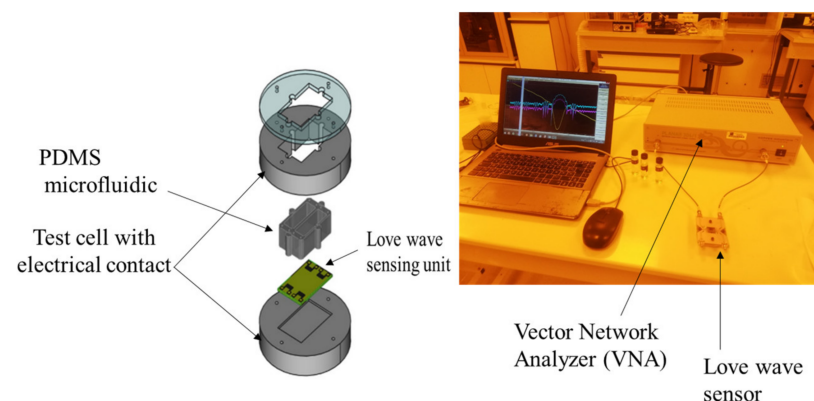 PDMS
microfluidic
Test cell with
electrical contact
Love wave
sensing unit
Vector Network
Analyzer (VNA)
Love wave
sensor